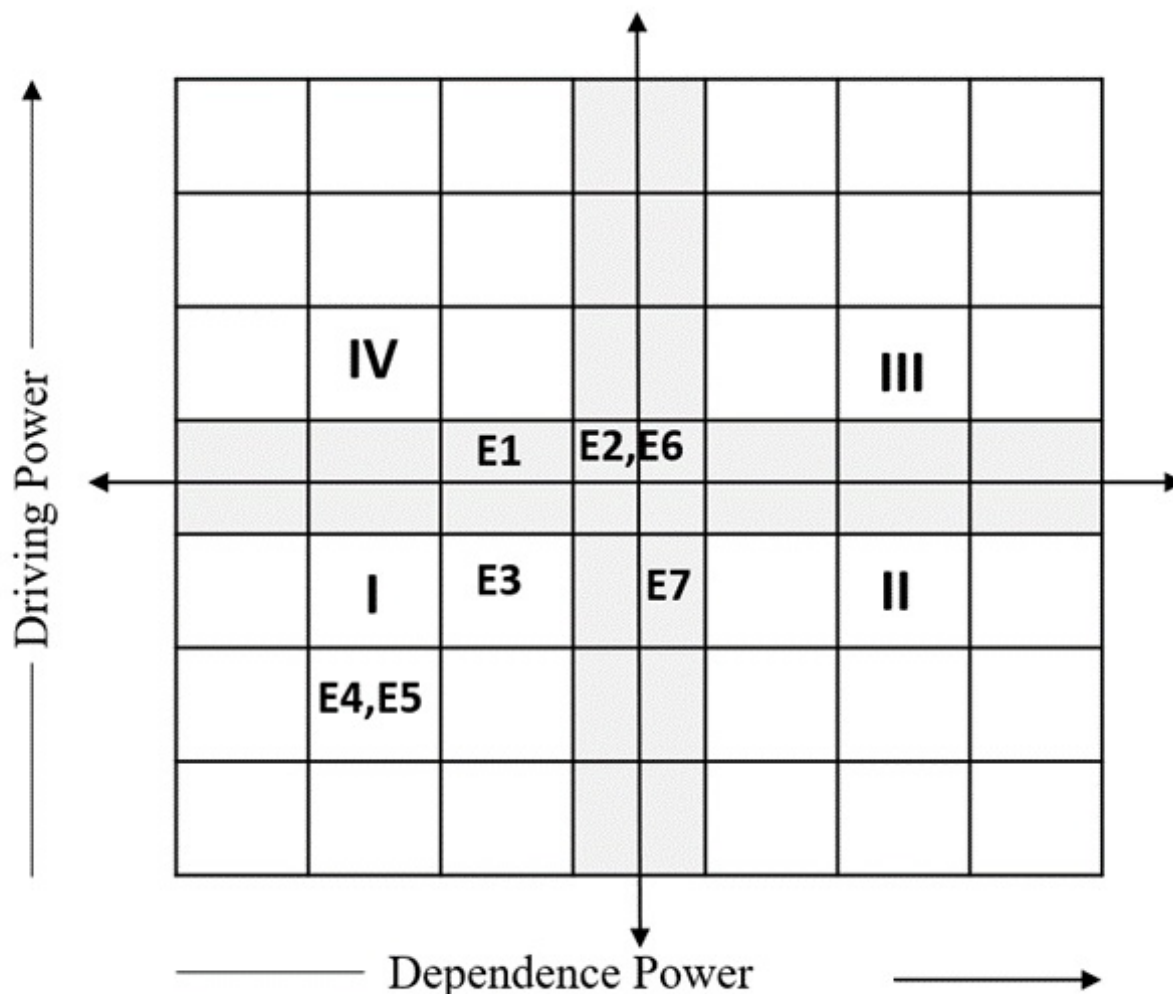 IV
III
E1
E2,E6
Driving Power
I
E3
E7
II
E4,E5
Dependence Power